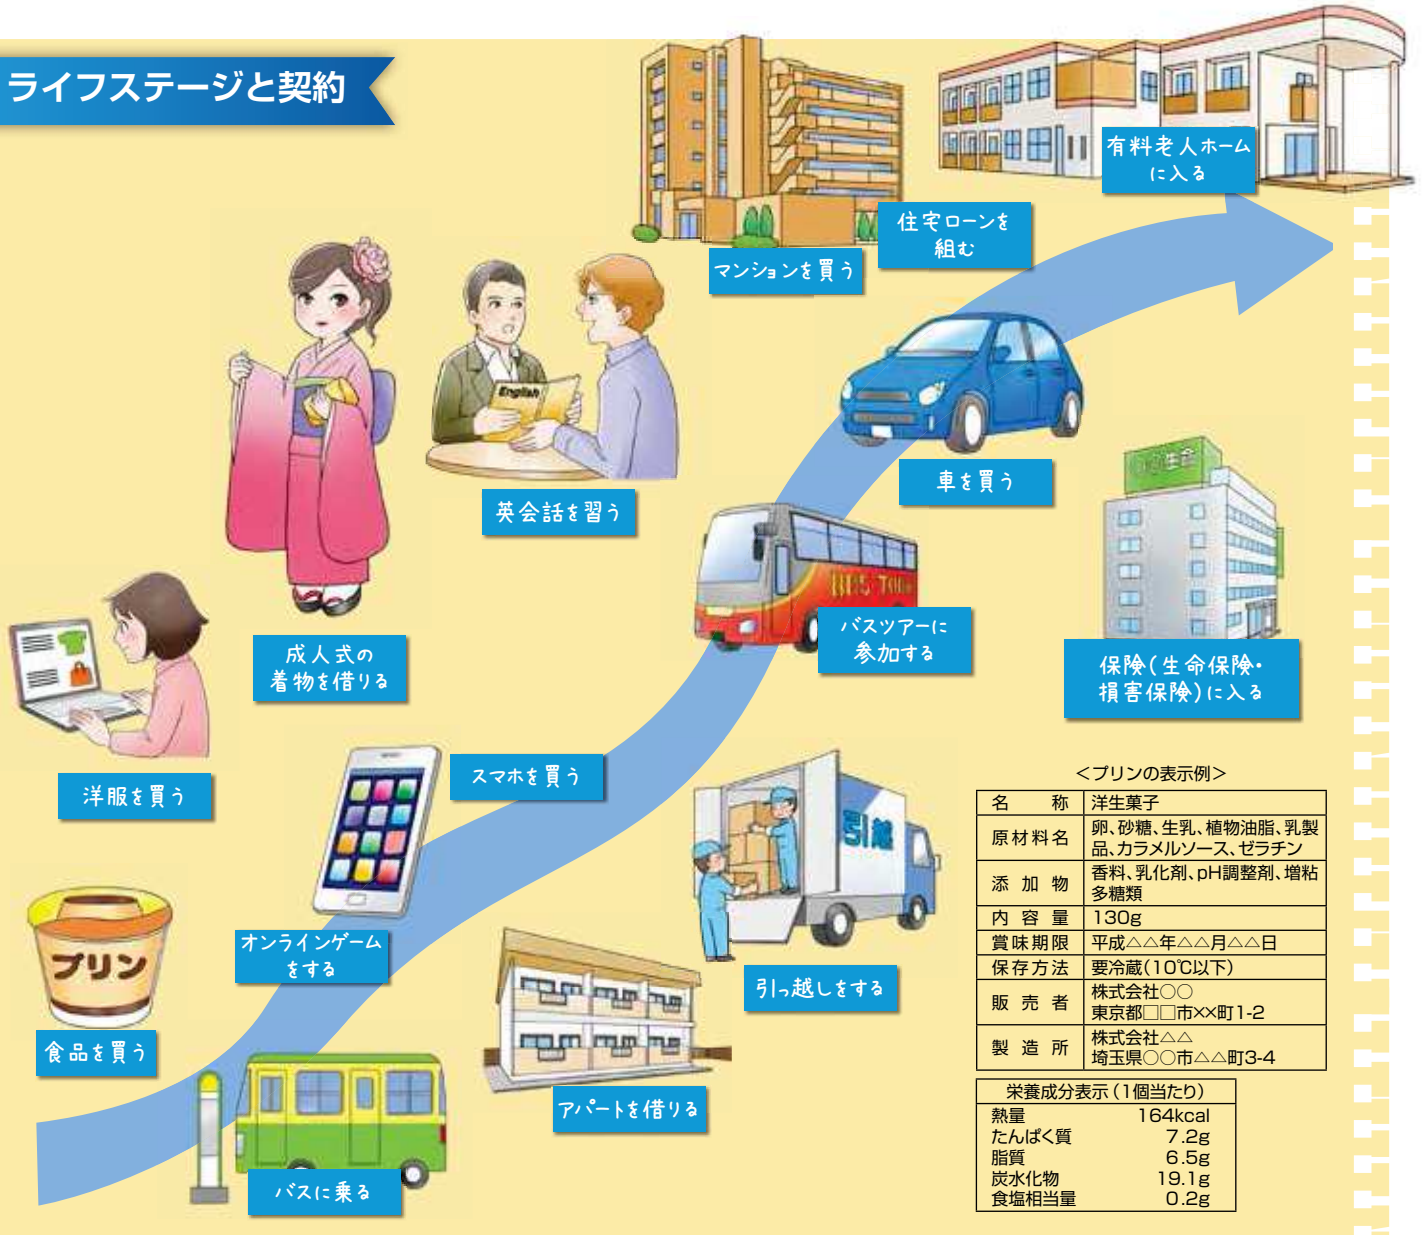 ライフステージと契約
有料老人ホーム
に入る
住宅ローンを
組む
マンションを買う
English
英会話を習う
車を買う
生命
BUS TOUR
バスツアーに
参加する
保険(生命保険・
損害保険)に入る
成人式の
着物を借りる
洋服を買う
スマホを買う
オンラインゲーム
をする
プリン
食品を買う
引越
引っ越しをする
アパートを借りる
バスに乗る
＜プリンの表示例＞
名称 洋生菓子
原材料名 卵、砂糖、生乳、植物油脂、乳製
品、カラメルソース、ゼラチン
添加物 香料、乳化剤、pH調整剤、増粘
多糖類
内容量 130g
賞味期限 平成△△年△△月△△日
保存方法 要冷蔵(10℃以下)
販売者 株式会社○○
東京都□□市××町1-2
製造所 株式会社△△
埼玉県○○市△△町3-4
栄養成分表示(1個当たり)
熱量 164kcal
たんぱく質 7.2g
脂質 6.5g
炭水化物 19.1g
食塩相当量 0.2g